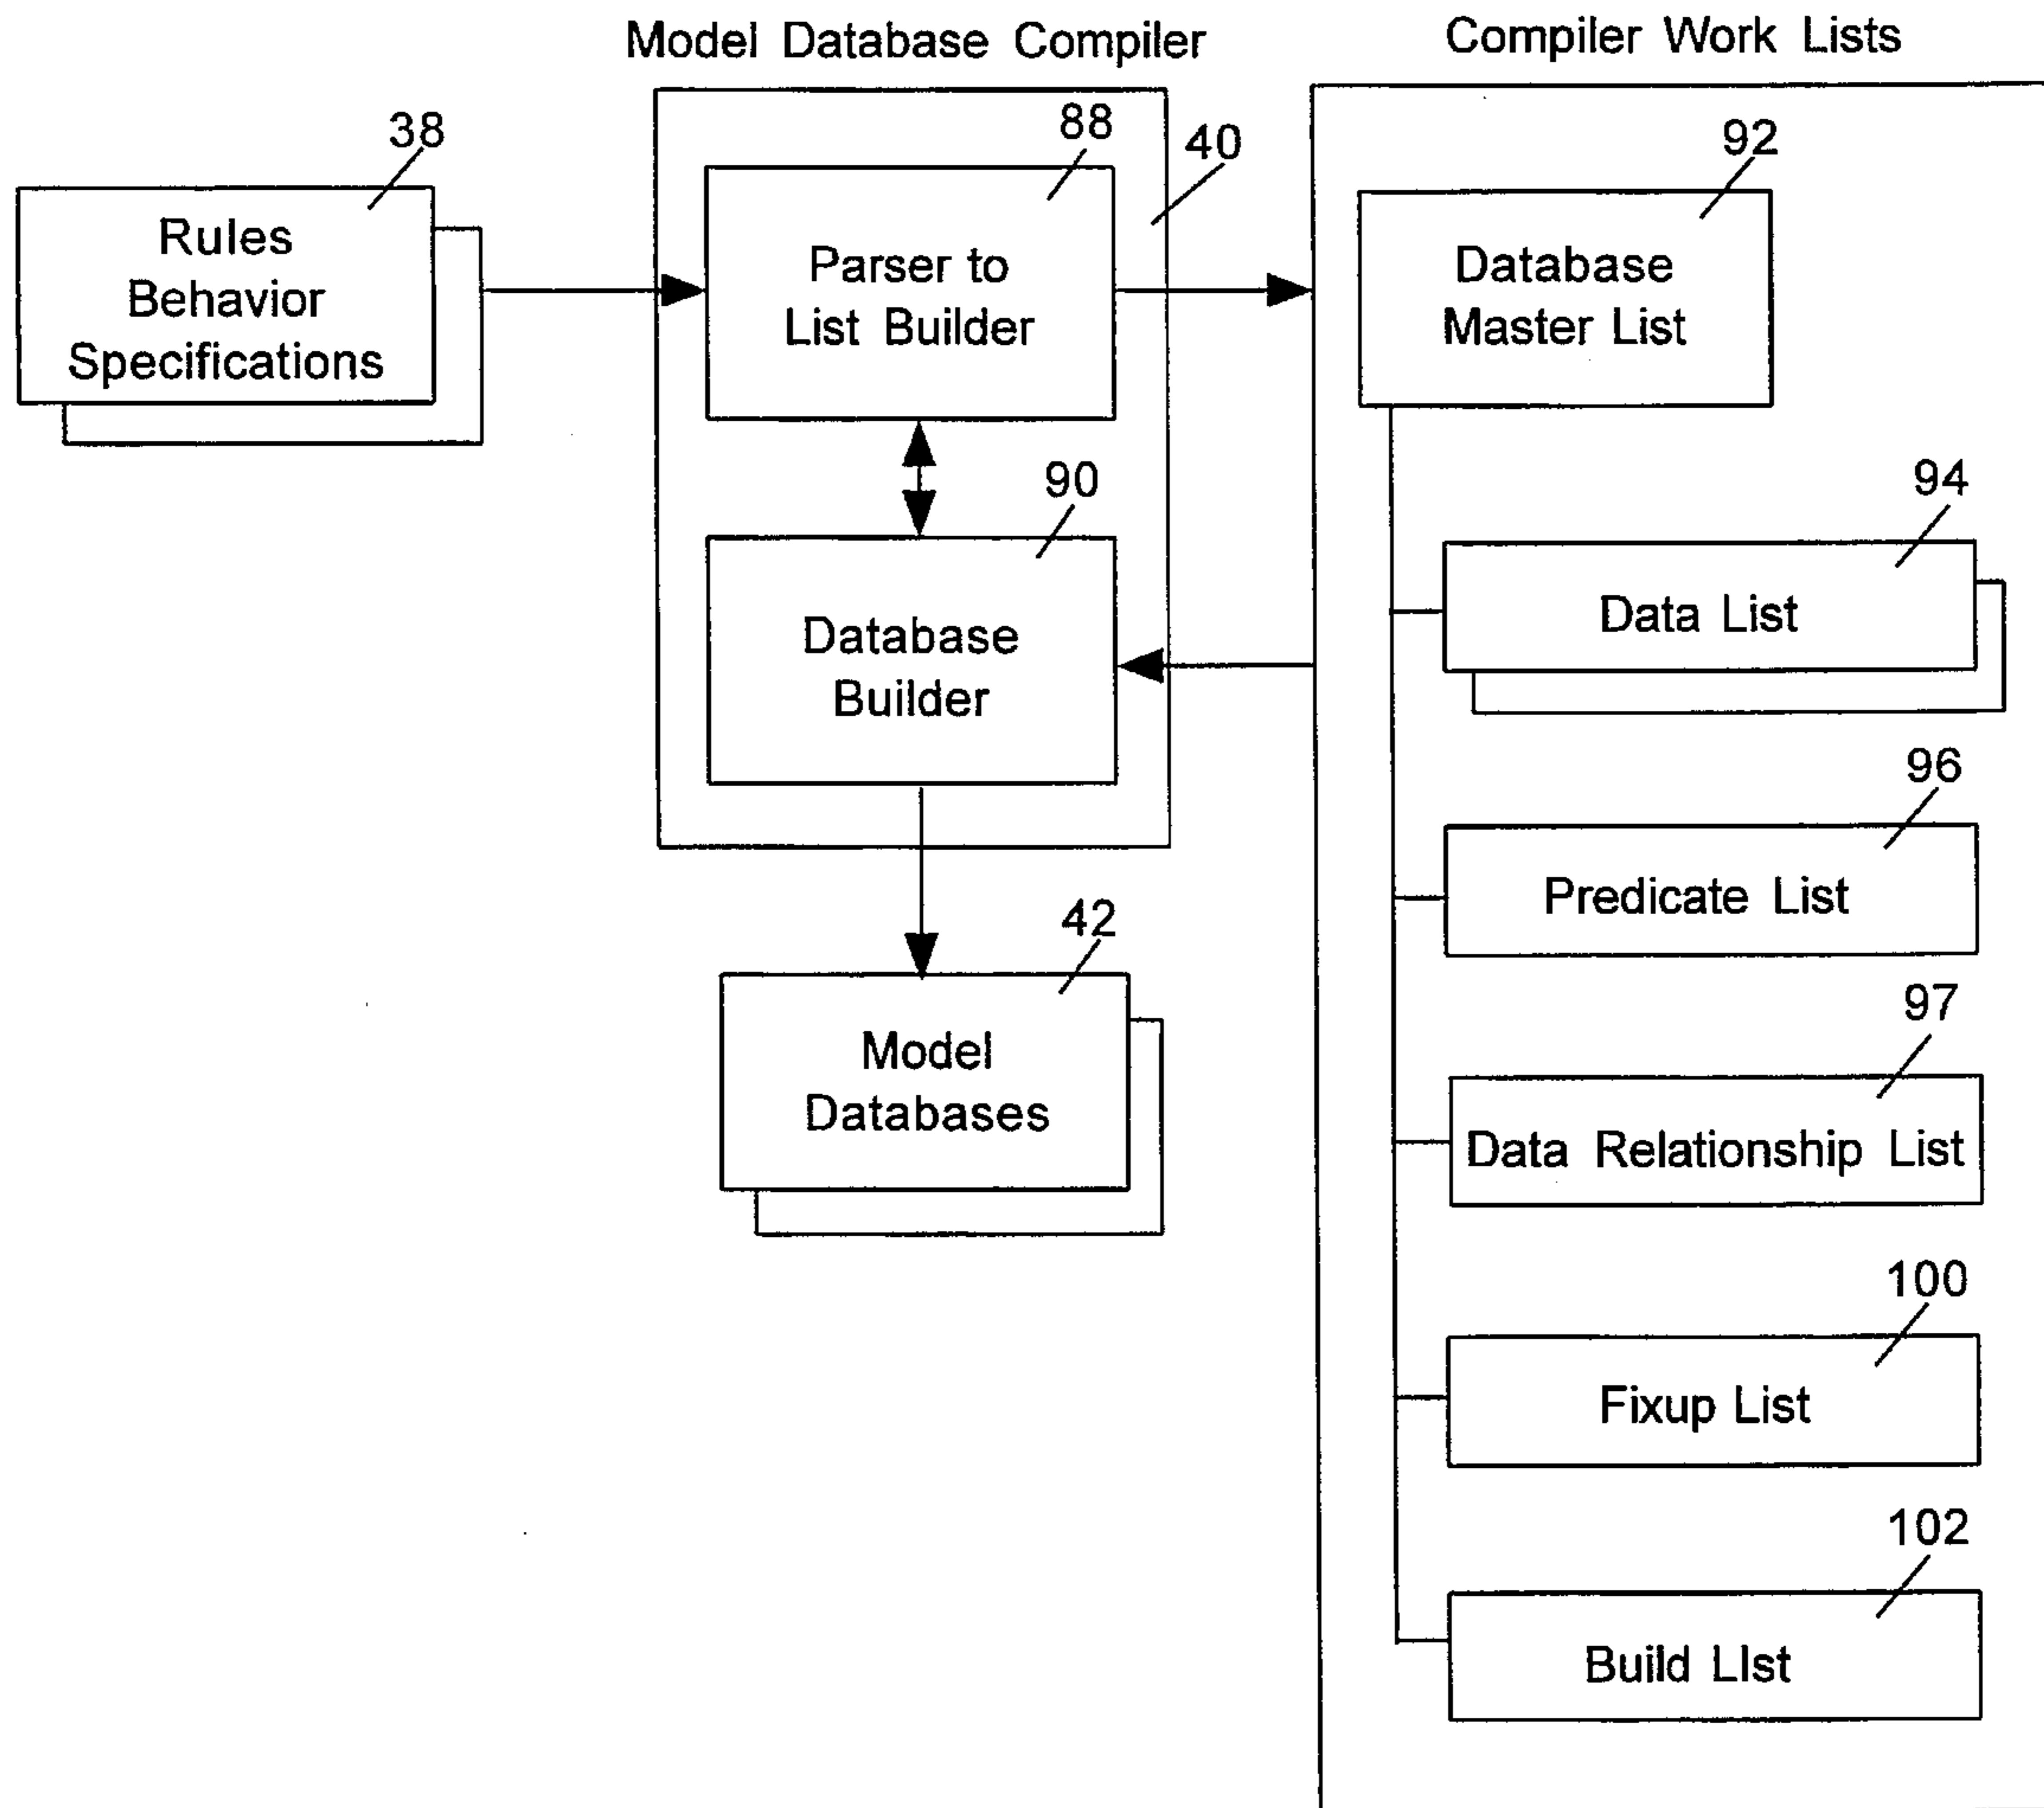 Model Database Compiler
Compiler Work Lists
38
88
40
92
Rules
Behavior
Specifications
Parser to
List Builder
Database
Master List
90
94
Database
Builder
Data List
96
Predicate List
42
Model
Databases
97
Data Relationship List
100
Fixup List
102
Build LIst